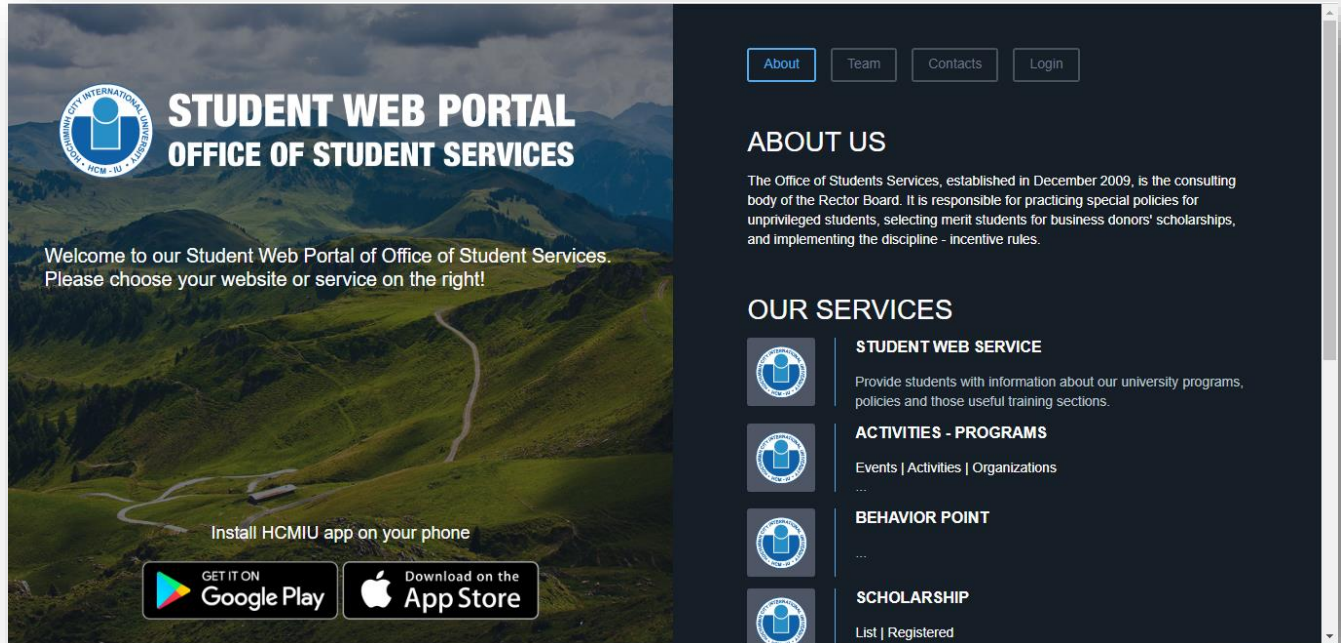 HOCHIMINH CITY INTERNATIONAL UNIVERSITY
HCM - IU
STUDENT WEB PORTAL
OFFICE OF STUDENT SERVICES
Welcome to our Student Web Portal of Office of Student Services.
Please choose your website or service on the right!
Install HCMIU app on your phone
GET IT ON
Google Play
Download on the
App Store
About
Team
Contacts
Login
ABOUT US
The Office of Students Services, established in December 2009, is the consulting
body of the Rector Board. It is responsible for practicing special policies for
unprivileged students, selecting merit students for business donors' scholarships,
and implementing the discipline - incentive rules.
OUR SERVICES
STUDENT WEB SERVICE
Provide students with information about our university programs,
policies and those useful training sections.
ACTIVITIES - PROGRAMS
Events | Activities | Organizations
...
BEHAVIOR POINT
...
SCHOLARSHIP
List | Registered